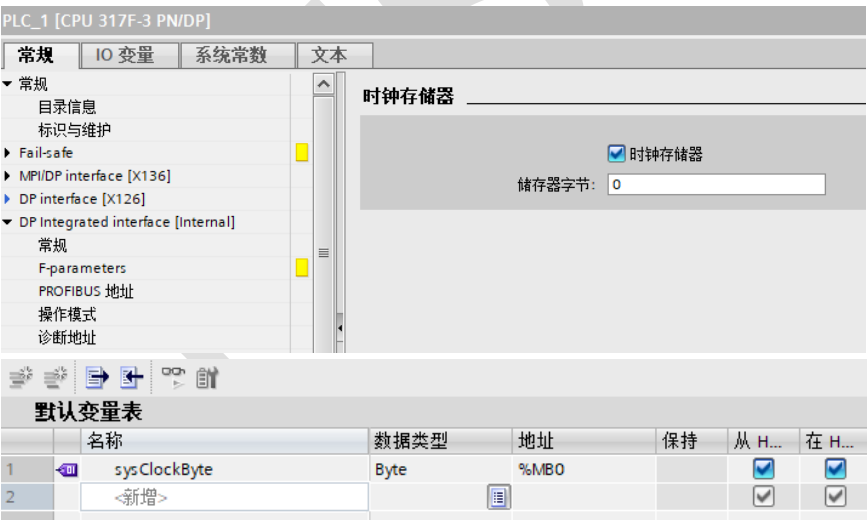 PLC_1 [CPU 317F-3 PN/DP]
常规 IO 变量 系统常数 文本
常规
目录信息
标识与维护
Fail-safe
MPI/DP interface [X136]
DP interface [X126]
DP Integrated interface [Internal]
常规
F-parameters
PROFIBUS 地址
操作模式
诊断地址
时钟存储器
时钟存储器
储存器字节: 0
默认变量表
名称 数据类型 地址 保持 从 H... 在 H...
1 sysClockByte Byte %MB0
2 <新增>